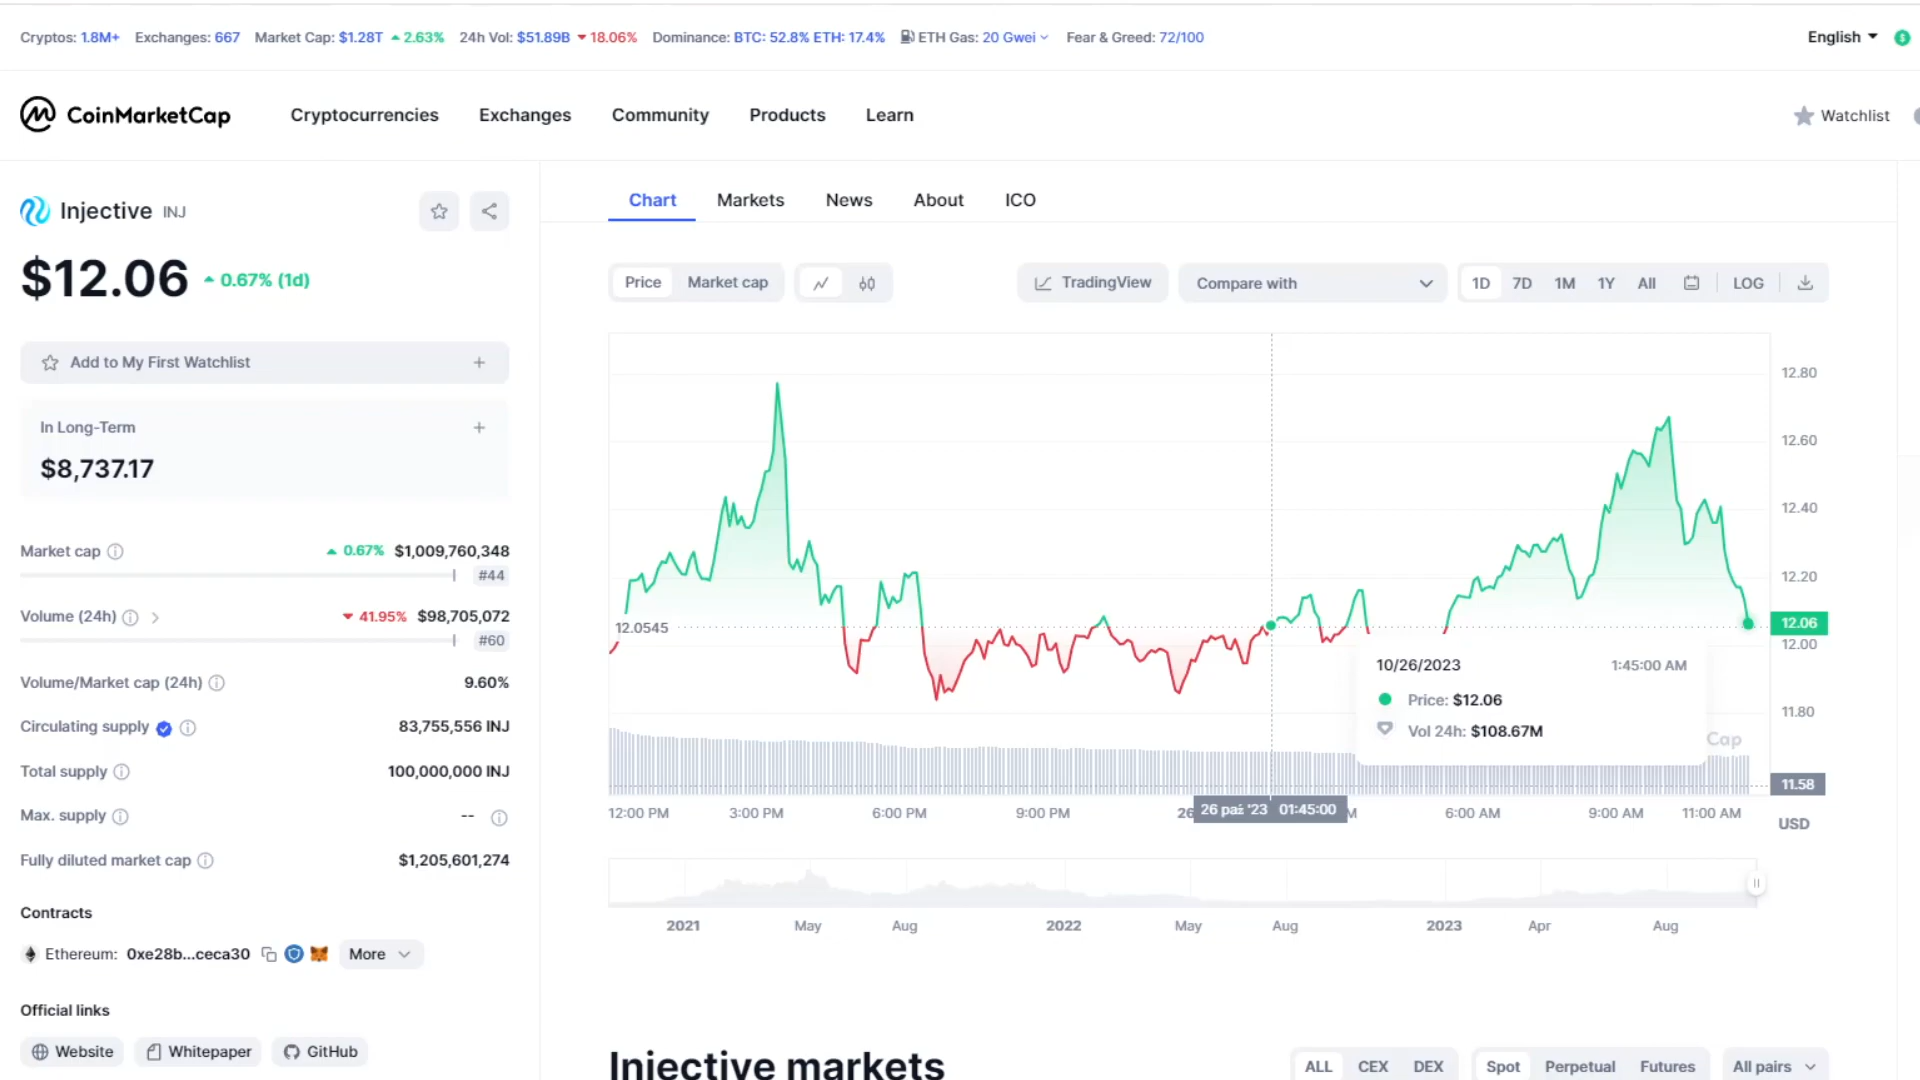 Cryptos: 1.8M+ Exchanges: 667 Market Cap: $1.28T 2.63% 24h Vol: $51.89B 18.06% Dominance: BTC: 52.8% ETH: 17.4% ETH Gas: 20 Gwei Fear & Greed: 72/100 English
CoinMarketCap Cryptocurrencies Exchanges Community Products Learn Watchlist
Injective INJ
$12.06 0.67% (1d)
Add to My First Watchlist +
In Long-Term +
$8,737.17
Market cap 0.67% $1,009,760,348
#44
Volume (24h) 41.95% $98,705,072
#60
Volume/Market cap (24h) 9.60%
Circulating supply 83,755,556 INJ
Total supply 100,000,000 INJ
Max. supply --
Fully diluted market cap $1,205,601,274
Contracts
Ethereum: 0xe28b...ceca30 More
Official links
Website Whitepaper GitHub
Chart Markets News About ICO
Price Market cap TradingView Compare with 1D 7D 1M 1Y All LOG
12.80
12.60
12.40
12.20
12.0545
12.06
12.00
11.80
11.58
10/26/2023 1:45:00 AM
Price: $12.06
Vol 24h: $108.67M
Cap
12:00 PM 3:00 PM 6:00 PM 9:00 PM 26 26 paź '23 01:45:00 M 6:00 AM 9:00 AM 11:00 AM
USD
2021 May Aug 2022 May Aug 2023 Apr Aug
Injective markets ALL CEX DEX Spot Perpetual Futures All pairs